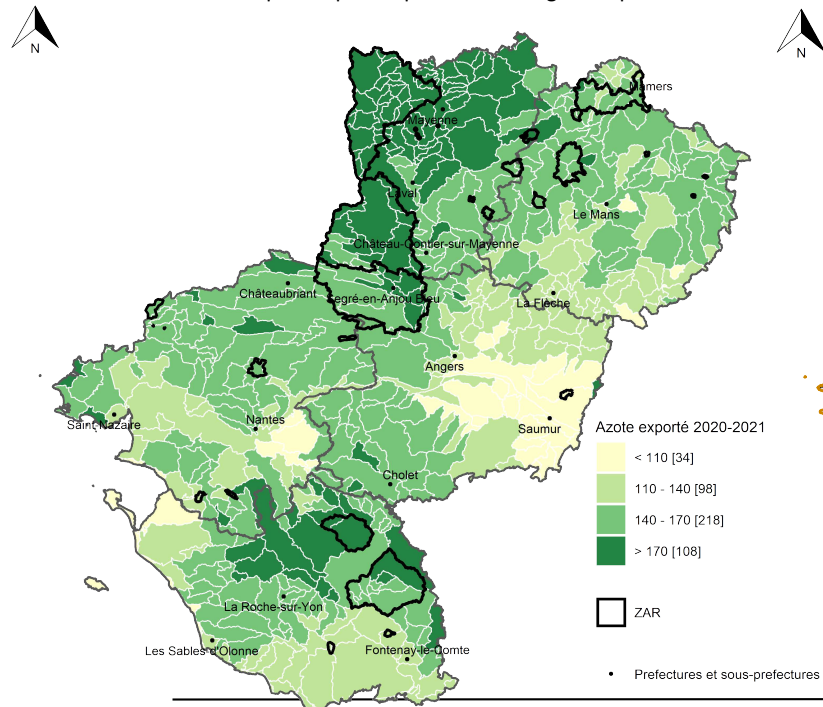 N
N
Mamers
Mayenne
Laval
Le Mans
Château-Gontier-sur-Mayenne
Châteaubriant
Segré-en-Anjou Bleu
La Flèche
Angers
Saint-Nazaire
Nantes
Saumur
Azote exporté 2020-2021
< 110 [34]
Cholet
110 - 140 [98]
140 - 170 [218]
> 170 [108]
La Roche-sur-Yon
ZAR
Les Sables-d'Olonne
Fontenay-le-Comte
Prefectures et sous-prefectures